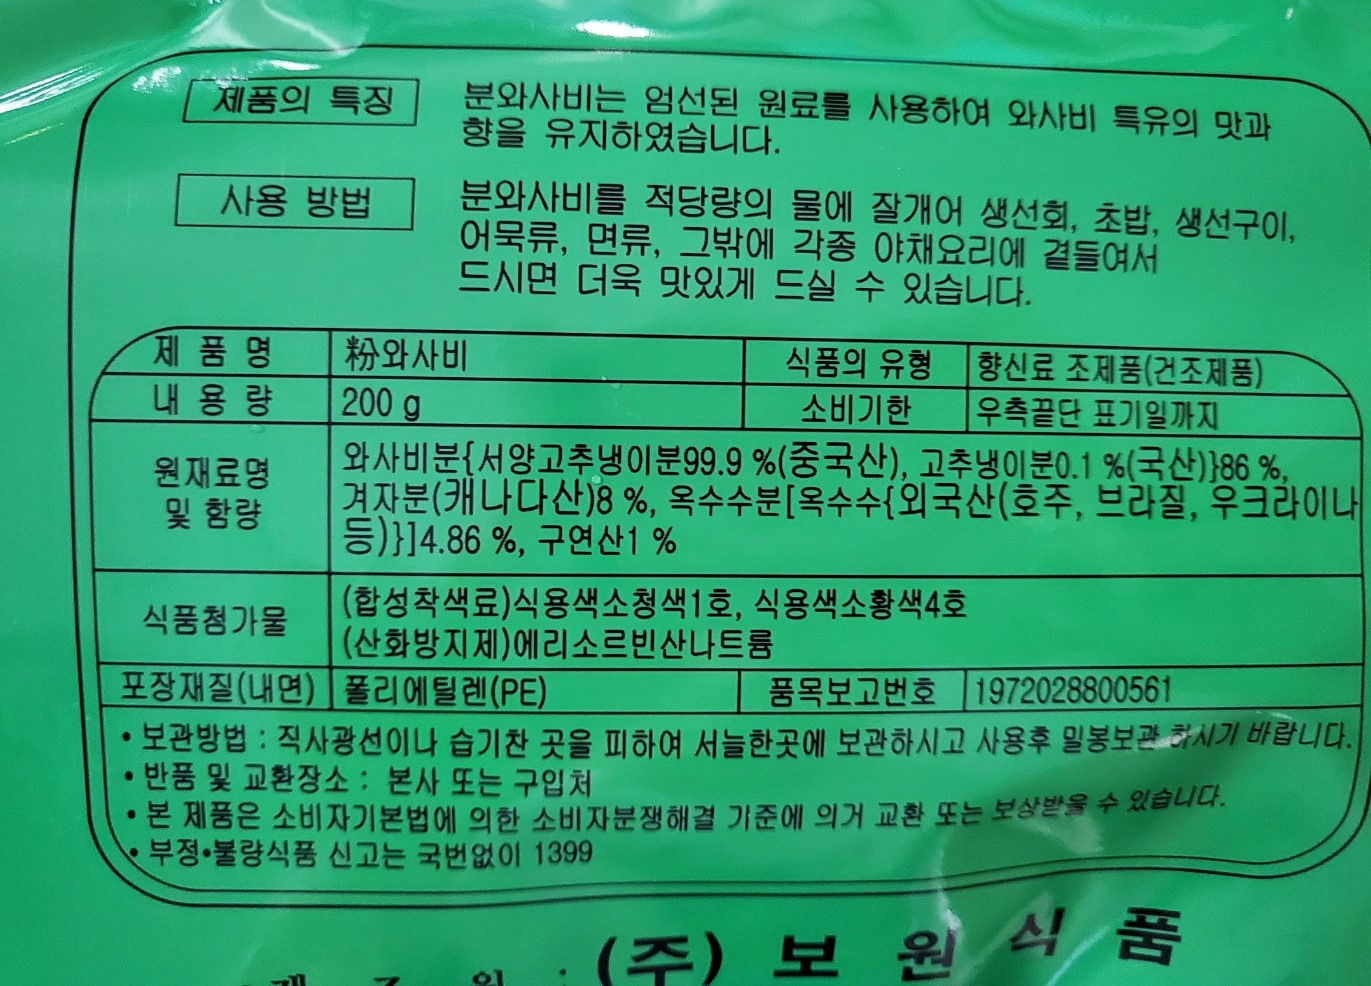 제품의 특징
분와사비는 엄선된 원료를 사용하여 와사비 특유의 맛과
향을 유지하였습니다.
사용 방법
분와사비를 적당량의 물에 잘개어 생선회, 초밥, 생선구이,
어묵류, 면류, 그밖에 각종 야채요리에 곁들여서
드시면 더욱 맛있게 드실 수 있습니다.
제 품 명 粉와사비 식품의 유형 향신료 조제품(건조제품)
내 용 량 200 g 소비기한 우측끝단 표기일까지
원재료명
및 함량
와사비분{서양고추냉이분99.9 %(중국산), 고추냉이분0.1 %(국산)}86 %,
겨자분(캐나다산)8 %, 옥수수분[옥수수{외국산(호주, 브라질, 우크라이나
등)}]4.86 %, 구연산1 %
식품첨가물
(합성착색료)식용색소청색1호, 식용색소황색4호
(산화방지제)에리소르빈산나트륨
포장재질(내면) 폴리에틸렌(PE) 품목보고번호 1972028800561
• 보관방법 : 직사광선이나 습기찬 곳을 피하여 서늘한곳에 보관하시고 사용후 밀봉보관 하시기 바랍니다.
• 반품 및 교환장소 : 본사 또는 구입처
• 본 제품은 소비자기본법에 의한 소비자분쟁해결 기준에 의거 교환 또는 보상받을 수 있습니다.
• 부정•불량식품 신고는 국번없이 1399
(주) 보 원 식 품